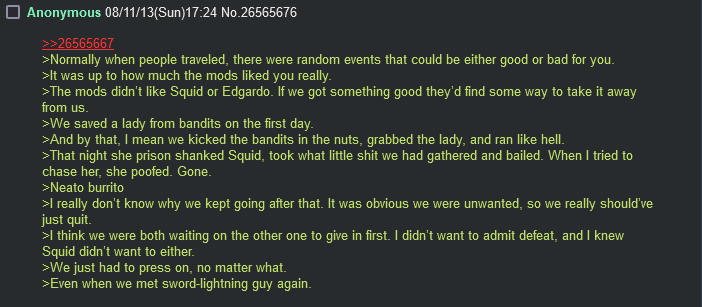 Anonymous 08/11/13(Sun)17:24 No.26565676
>>26565667
>Normally when people traveled, there were random events that could be either good or bad for you.
>It was up to how much the mods liked you really.
>The mods didn't like Squid or Edgardo. If we got something good they'd find some way to take it away
from us.
>We saved a lady from bandits on the first day.
>And by that, I mean we kicked the bandits in the nuts, grabbed the lady, and ran like hell.
>That night she prison shanked Squid, took what little shit we had gathered and bailed. When I tried to
chase her, she poofed. Gone.
>Neato burrito
>I really don't know why we kept going after that. It was obvious we were unwanted, so we really should've
just quit.
>I think we were both waiting on the other one to give in first. I didn't want to admit defeat, and I knew
Squid didn't want to either.
>We just had to press on, no matter what.
>Even when we met sword-lightning guy again.